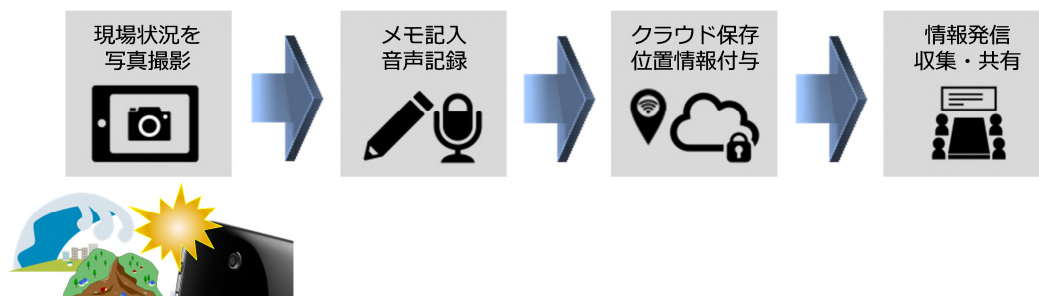 現場状況を
写真撮影
メモ記入
音声記録
クラウド保存
位置情報付与
情報発信
収集・共有